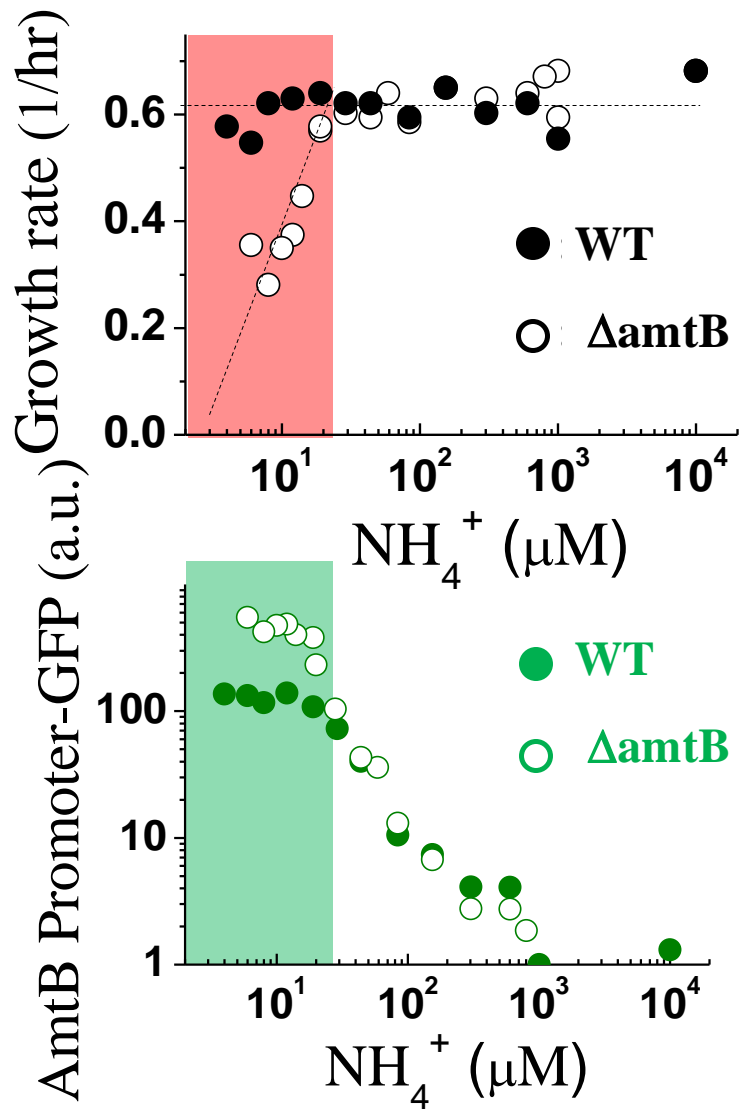 Growth rate (1/hr)
0.6
0.4
0.2
0.0
WT
ΔamtB
10¹ 10² 10³ 10⁴
NH₄⁺ (μM)
AmtB Promoter-GFP (a.u.)
100
10
1
WT
ΔamtB
10¹ 10² 10³ 10⁴
NH₄⁺ (μM)